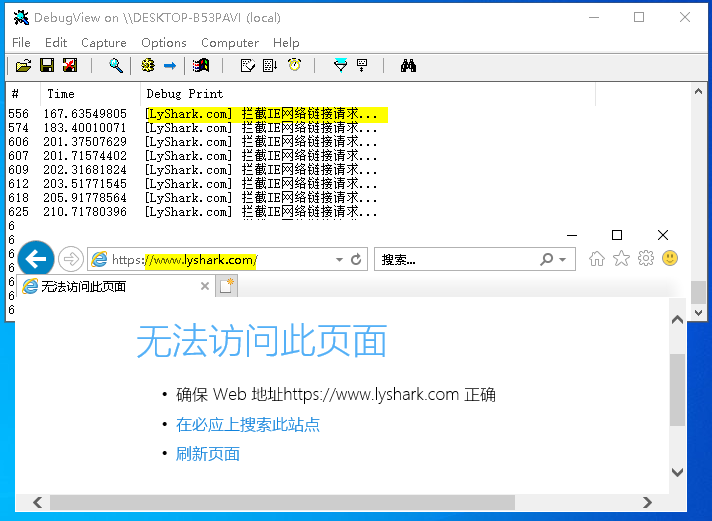 DebugView on \\DESKTOP-B53PAVI (local)
File Edit Capture Options Computer Help
# Time Debug Print
556 167.63549805 [LyShark.com] 拦截IE网络链接请求...
574 183.40010071 [LyShark.com] 拦截IE网络链接请求...
606 201.37507629 [LyShark.com] 拦截IE网络链接请求...
607 201.71574402 [LyShark.com] 拦截IE网络链接请求...
609 202.31681824 [LyShark.com] 拦截IE网络链接请求...
612 203.51771545 [LyShark.com] 拦截IE网络链接请求...
618 205.91778564 [LyShark.com] 拦截IE网络链接请求...
625 210.71780396 [LyShark.com] 拦截IE网络链接请求...
6
6
6
6
6
6
6
https://www.lyshark.com/
搜索...
无法访问此页面
无法访问此页面
• 确保 Web 地址https://www.lyshark.com 正确
• 在必应上搜索此站点
• 刷新页面